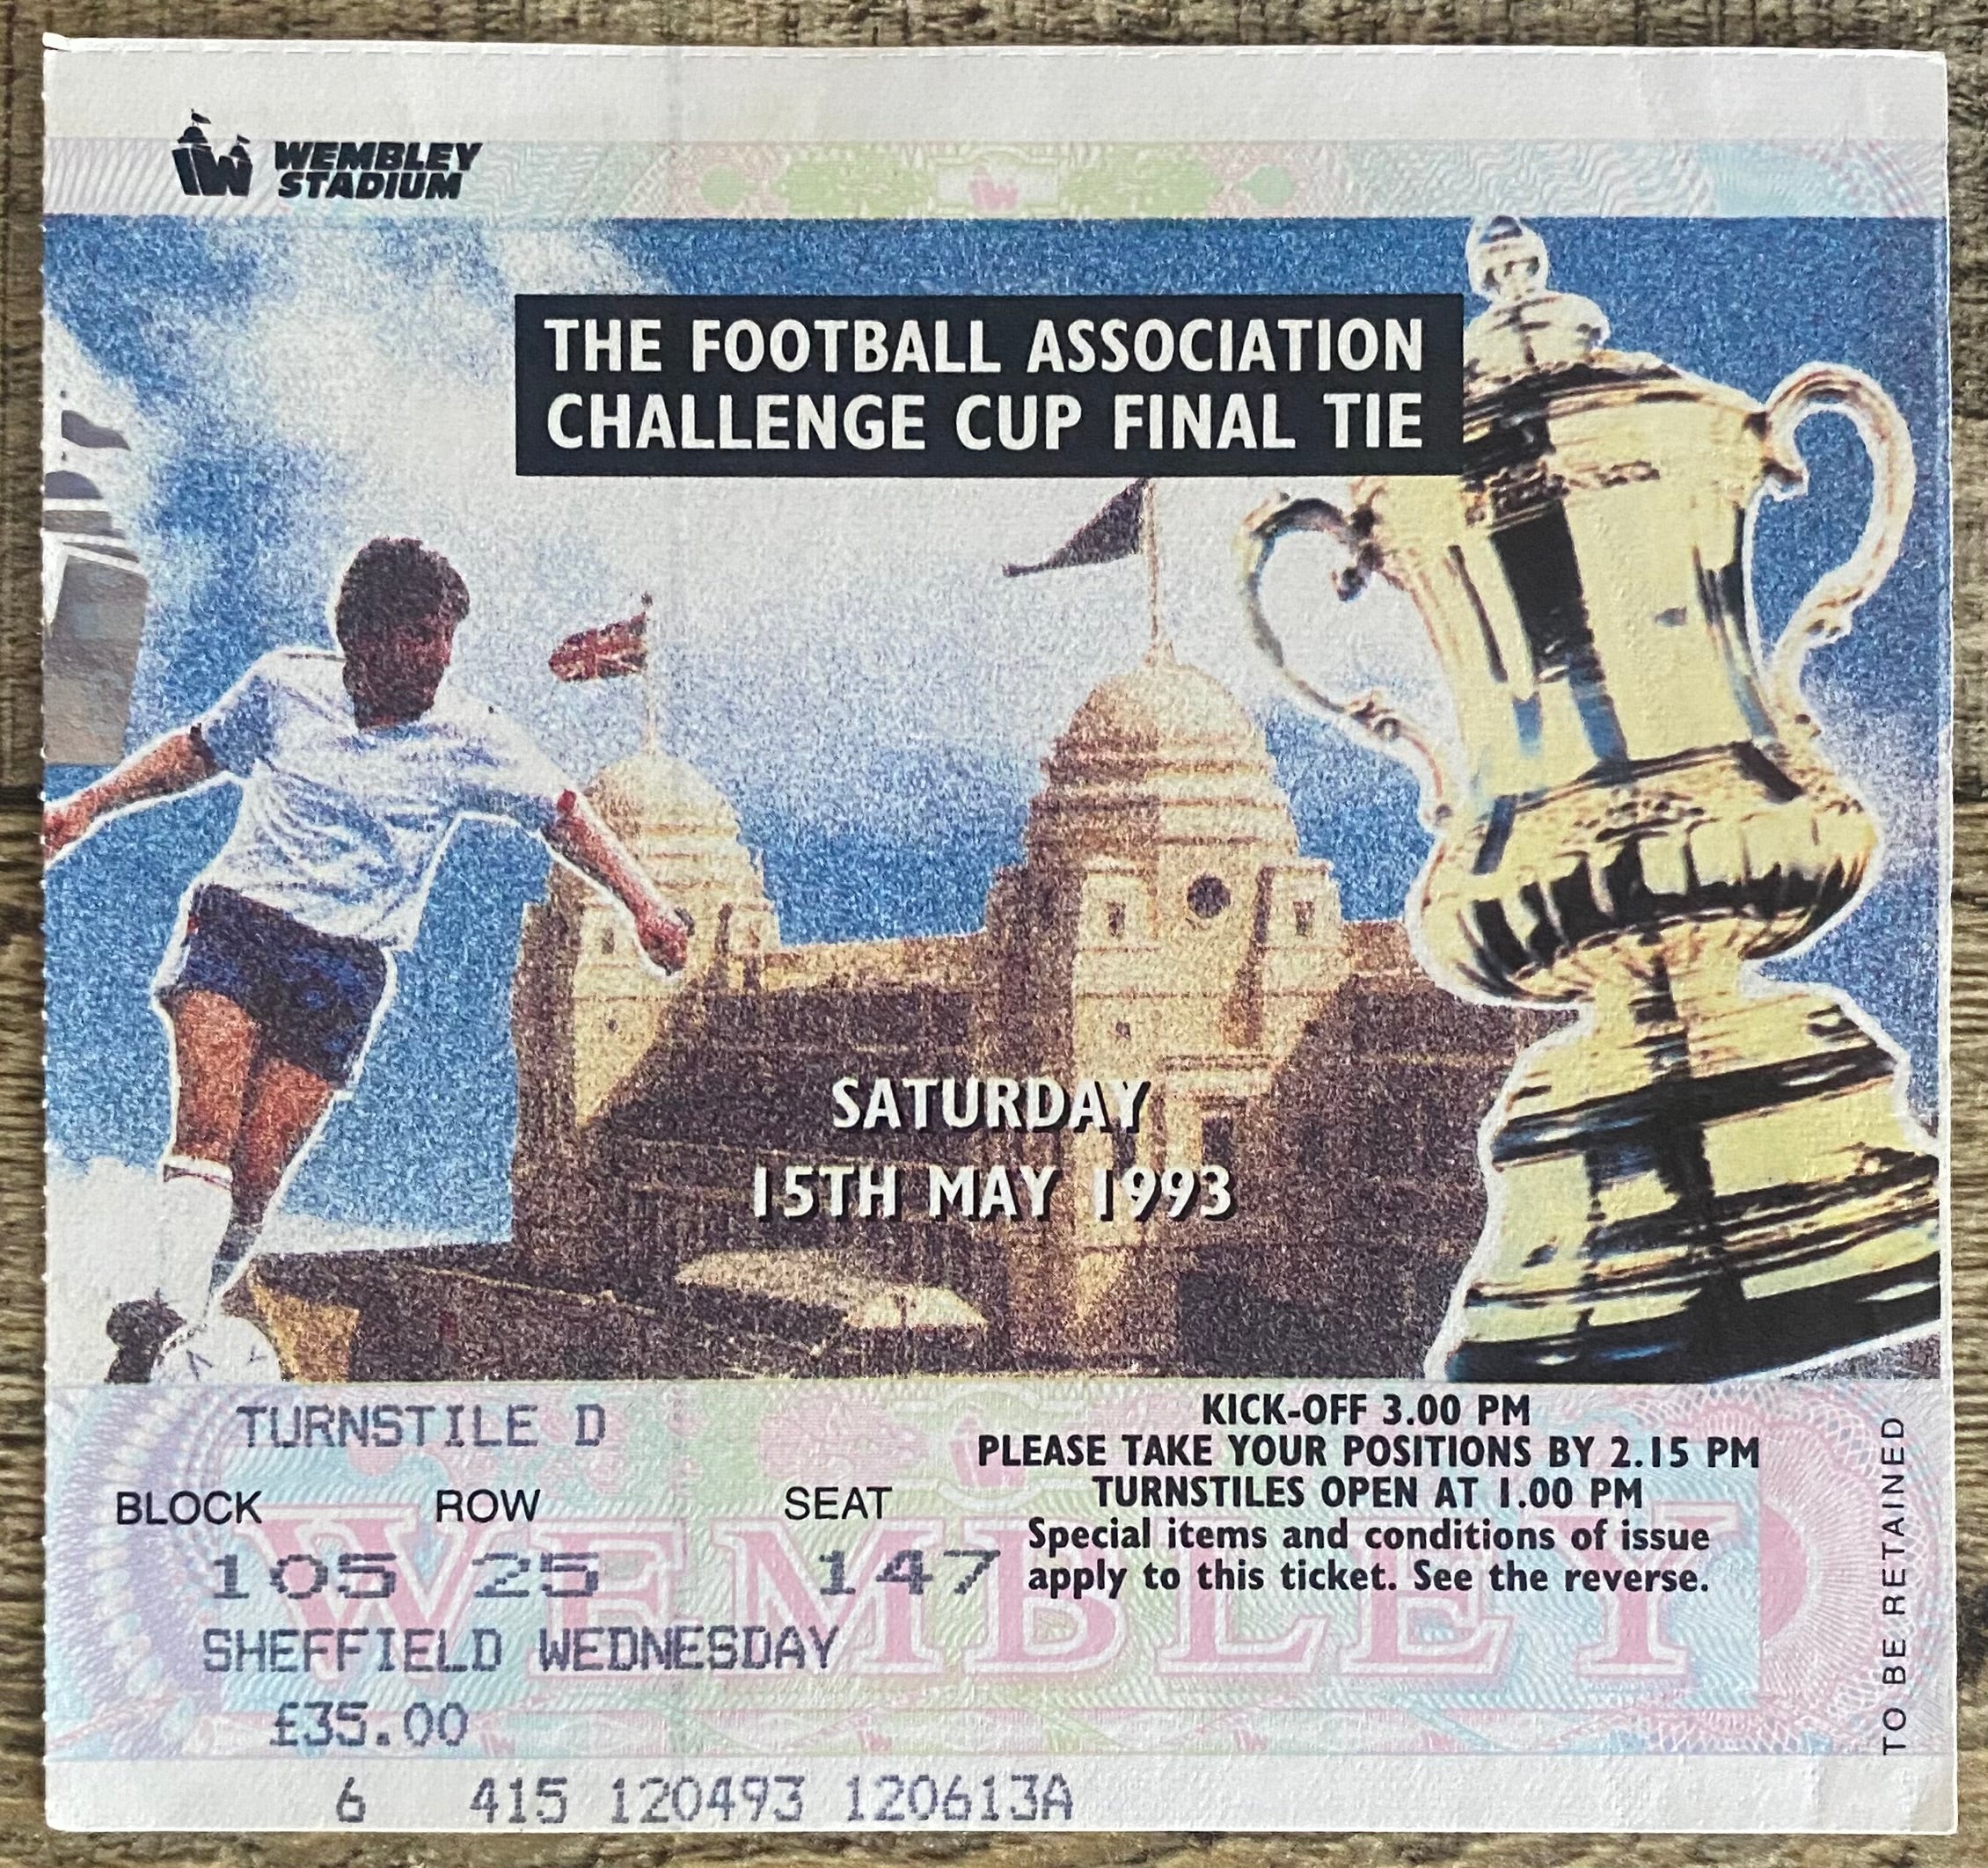 WEMBLEY
STADIUM
THE FOOTBALL ASSOCIATION
CHALLENGE CUP FINAL TIE
SATURDAY
15TH MAY 1993
TURNSTILE D
BLOCK ROW SEAT
105 25 147
SHEFFIELD WEDNESDAY
£35.00
6 415 120493 120613A
KICK-OFF 3.00 PM
PLEASE TAKE YOUR POSITIONS BY 2.15 PM
TURNSTILES OPEN AT 1.00 PM
Special items and conditions of issue
apply to this ticket. See the reverse.
WEMBLEY
TO BE RETAINED